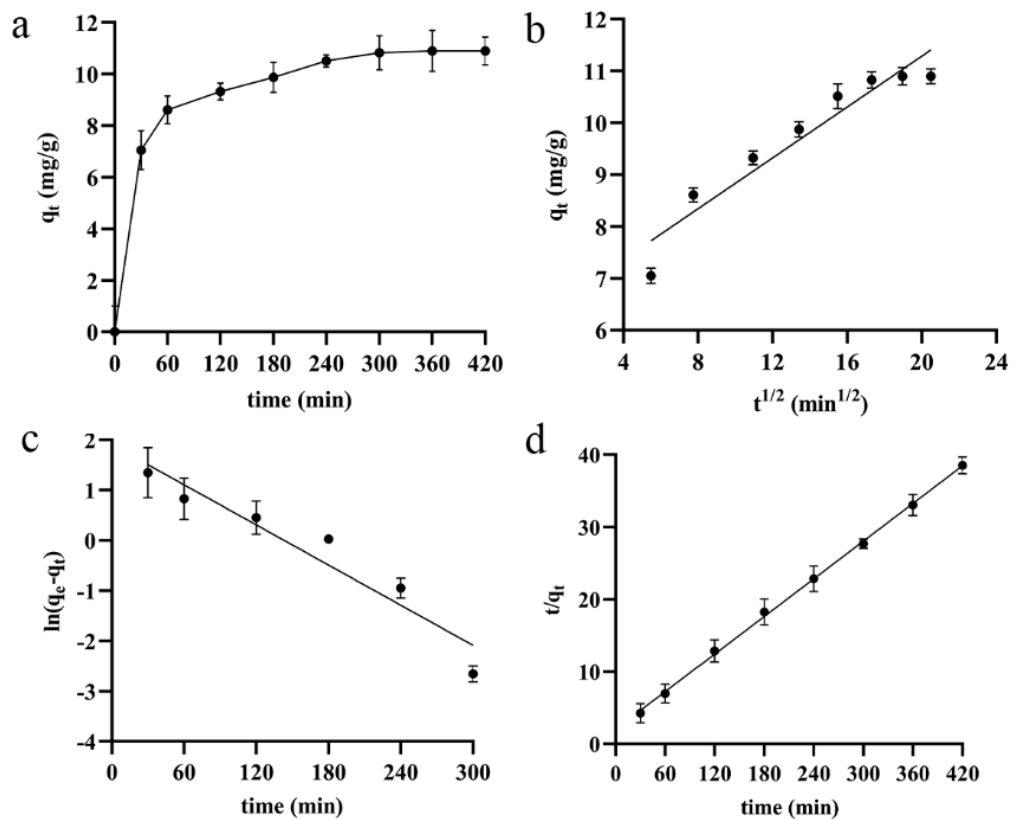 a
12
10
8
6
4
2
0
qt (mg/g)
0 60 120 180 240 300 360 420
time (min)
b
12
11
10
9
8
7
6
qt (mg/g)
4 8 12 16 20 24
t1/2 (min1/2)
c
2
1
0
-1
-2
-3
-4
ln(qe-qt)
0 60 120 180 240 300
time (min)
d
40
30
20
10
0
t/qt
0 60 120 180 240 300 360 420
time (min)